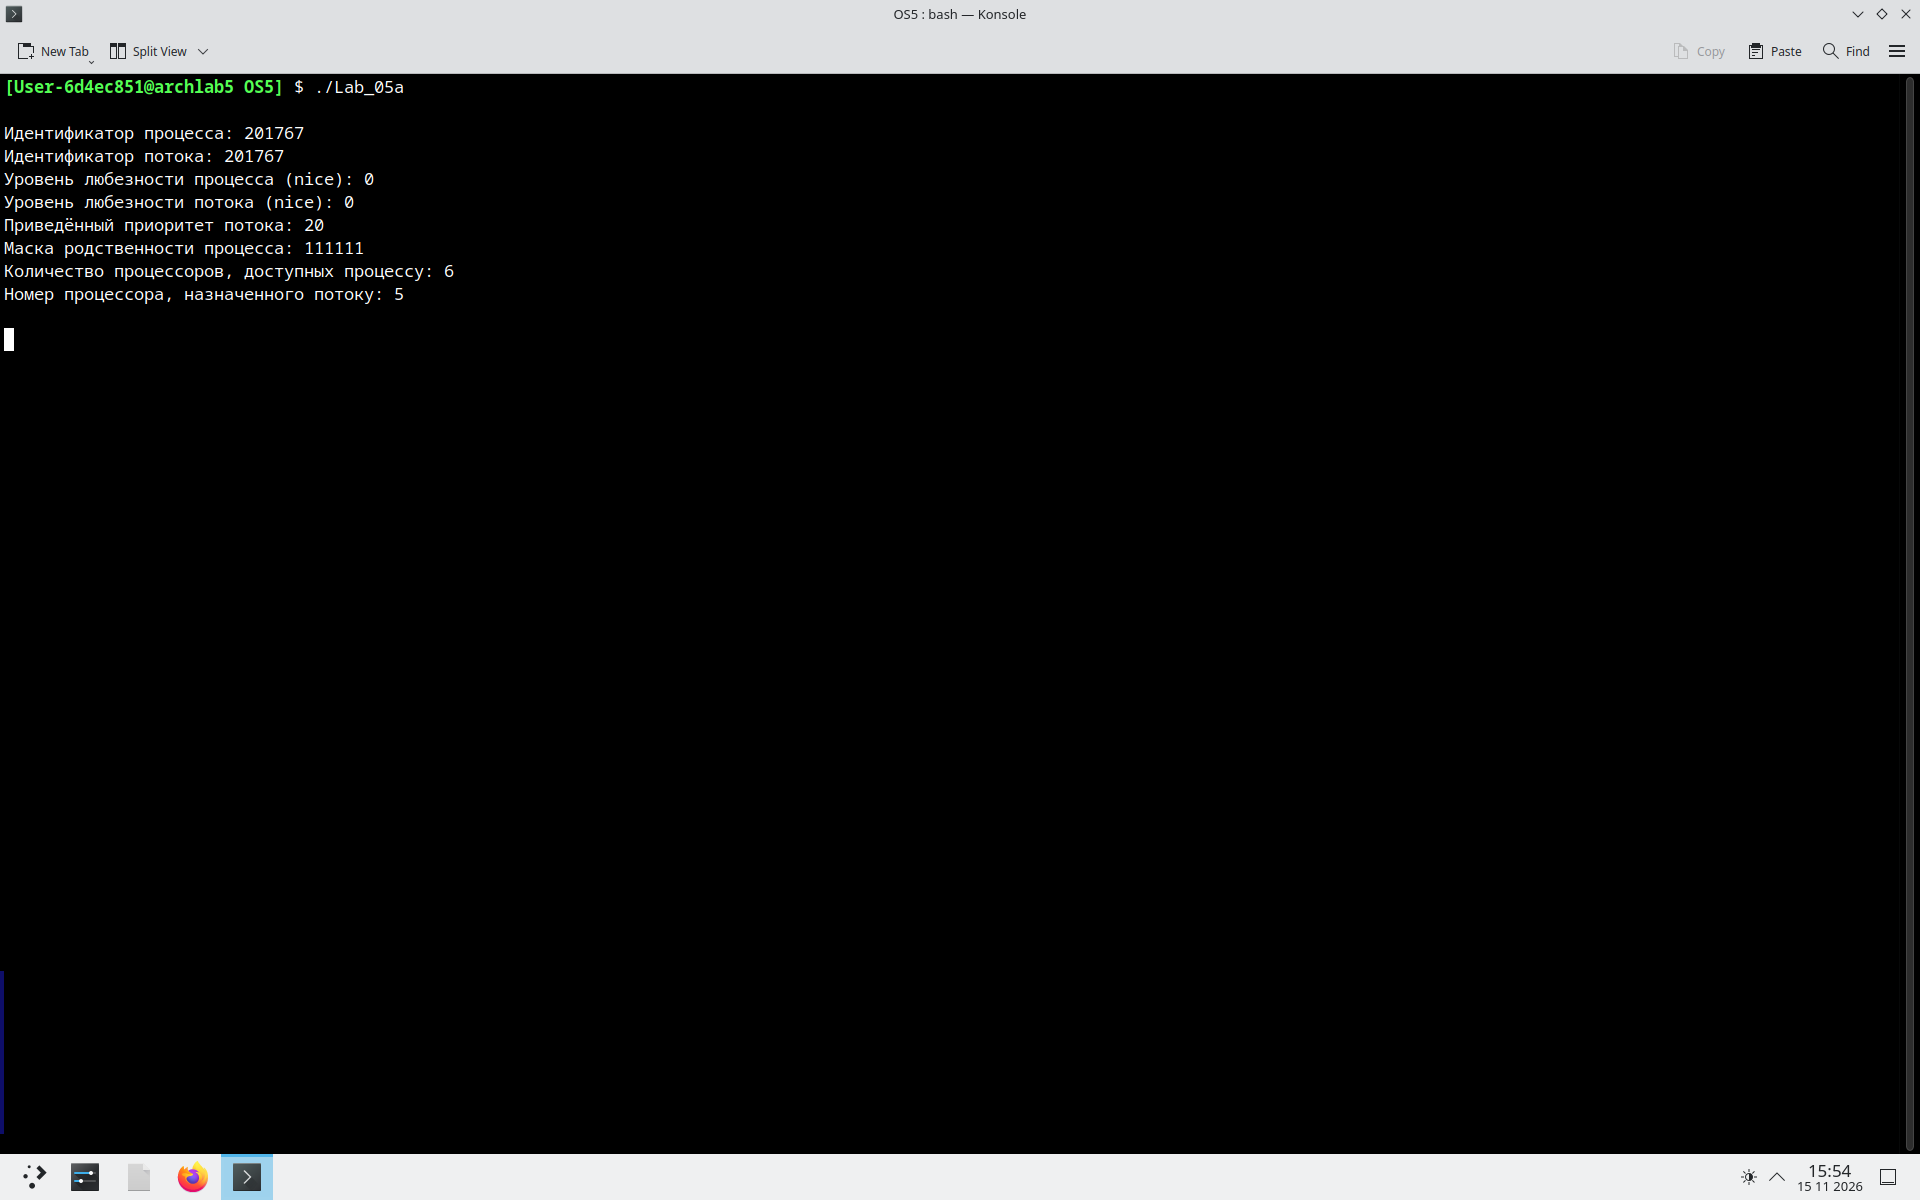 OS5 : bash — Konsole
New Tab
Split View
Copy
Paste
Find
[User-6d4ec851@archlab5 OS5] $ ./Lab_05a
Идентификатор процесса: 201767
Идентификатор потока: 201767
Уровень любезности процесса (nice): 0
Уровень любезности потока (nice): 0
Приведённый приоритет потока: 20
Маска родственности процесса: 111111
Количество процессоров, доступных процессу: 6
Номер процессора, назначенного потоку: 5
15:54
15 11 2026